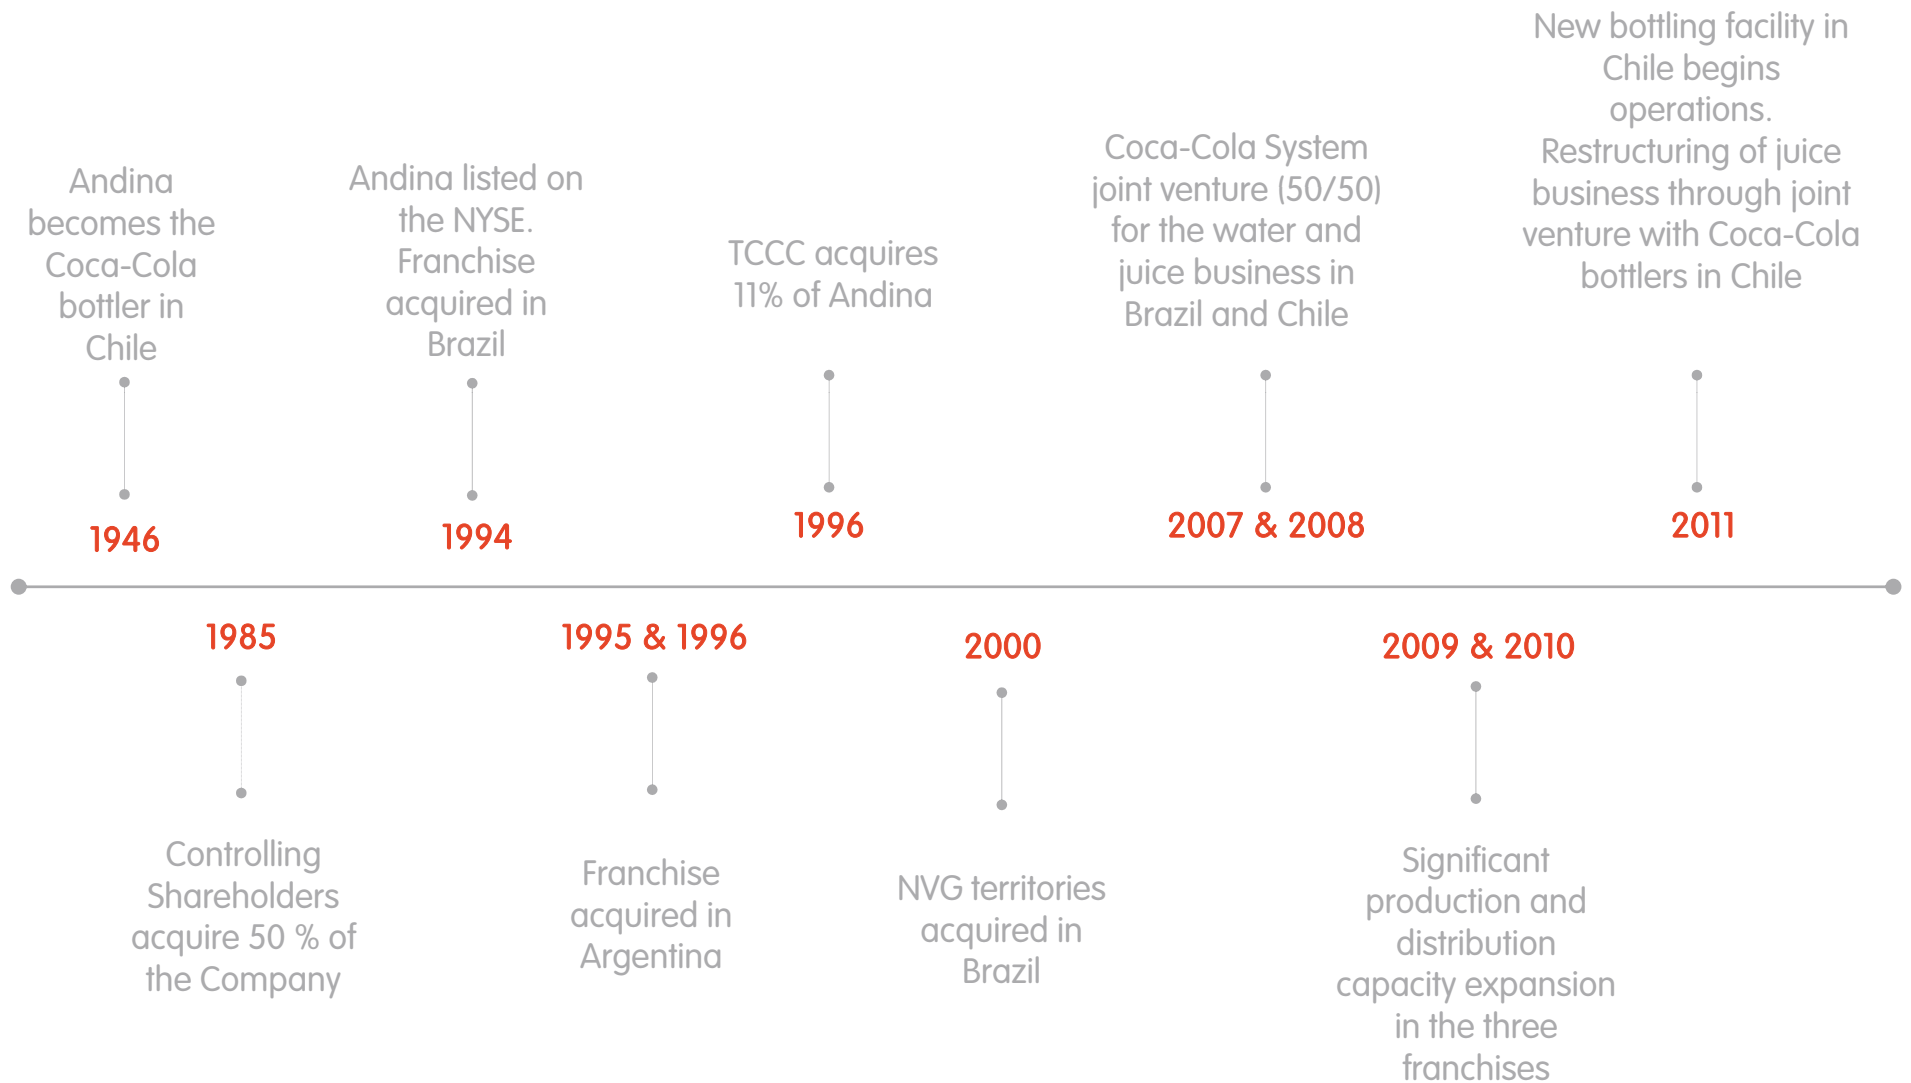 Andina
becomes the
Coca-Cola
bottler in
Chile
1946
1985
Controlling
Shareholders
acquire 50 % of
the Company
Andina listed on
the NYSE.
Franchise
acquired in
Brazil
1994
1995 & 1996
Franchise
acquired in
Argentina
TCCC acquires
11% of Andina
1996
2000
NVG territories
acquired in
Brazil
Coca-Cola System
joint venture (50/50)
for the water and
juice business in
Brazil and Chile
2007 & 2008
2009 & 2010
Significant
production and
distribution
capacity expansion
in the three
franchises
New bottling facility in
Chile begins
operations.
Restructuring of juice
business through joint
venture with Coca-Cola
bottlers in Chile
2011